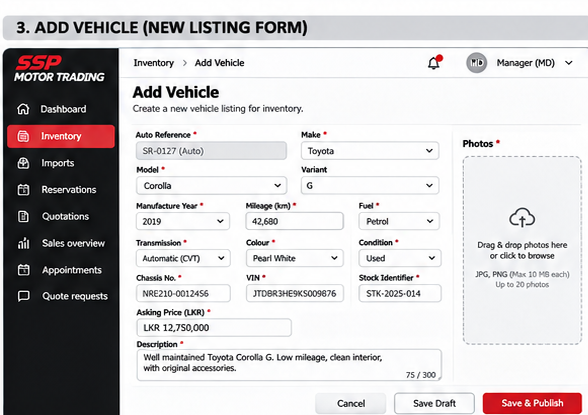 3. ADD VEHICLE (NEW LISTING FORM)
SSP
MOTOR TRADING
Dashboard
Inventory
Imports
Reservations
Quotations
Sales overview
Appointments
Quote requests
Inventory > Add Vehicle
MD
Manager (MD)
Add Vehicle
Create a new vehicle listing for inventory.
Auto Reference *
SR-0127 (Auto)
Make *
Toyota
Model *
Corolla
Variant
G
Manufacture Year *
2019
Mileage (km) *
42,680
Fuel *
Petrol
Transmission *
Automatic (CVT)
Colour *
Pearl White
Condition *
Used
Chassis No. *
NRE210-0012456
VIN *
JTDBR3HE9KS009876
Stock Identifier *
STK-2025-014
Asking Price (LKR) *
LKR 12,750,000
Description *
Well maintained Toyota Corolla G. Low mileage, clean interior,
with original accessories.
75 / 300
Photos *
Drag & drop photos here
or click to browse
JPG, PNG (Max 10 MB each)
Up to 20 photos
Cancel
Save Draft
Save & Publish